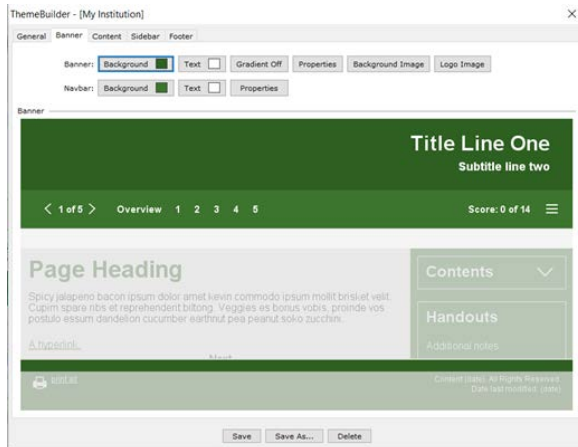 ThemeBuilder - [My Institution]
General Banner Content Sidebar Footer
Banner: Background Text Gradient Off Properties Background Image Logo Image
Navbar: Background Text Properties
Banner
Title Line One
Subtitle line two
< 1 of 5 > Overview 1 2 3 4 5 Score: 0 of 14
Page Heading
Contents
Spicy jalapeno bacon ipsum dolor amet kevin commodo ipsum mollit brisket velit.
Cupim spare ribs et reprehenderit biltong. Veggies es bonus vobis, proinde vos
postulo essum dandelion cucumber earthnut pea peanut soko zucchini.
Handouts
A hyperlink.
Additional notes
Next
Print all
Content (date). All Rights Reserved.
Date last modified: (date)
Save Save As... Delete